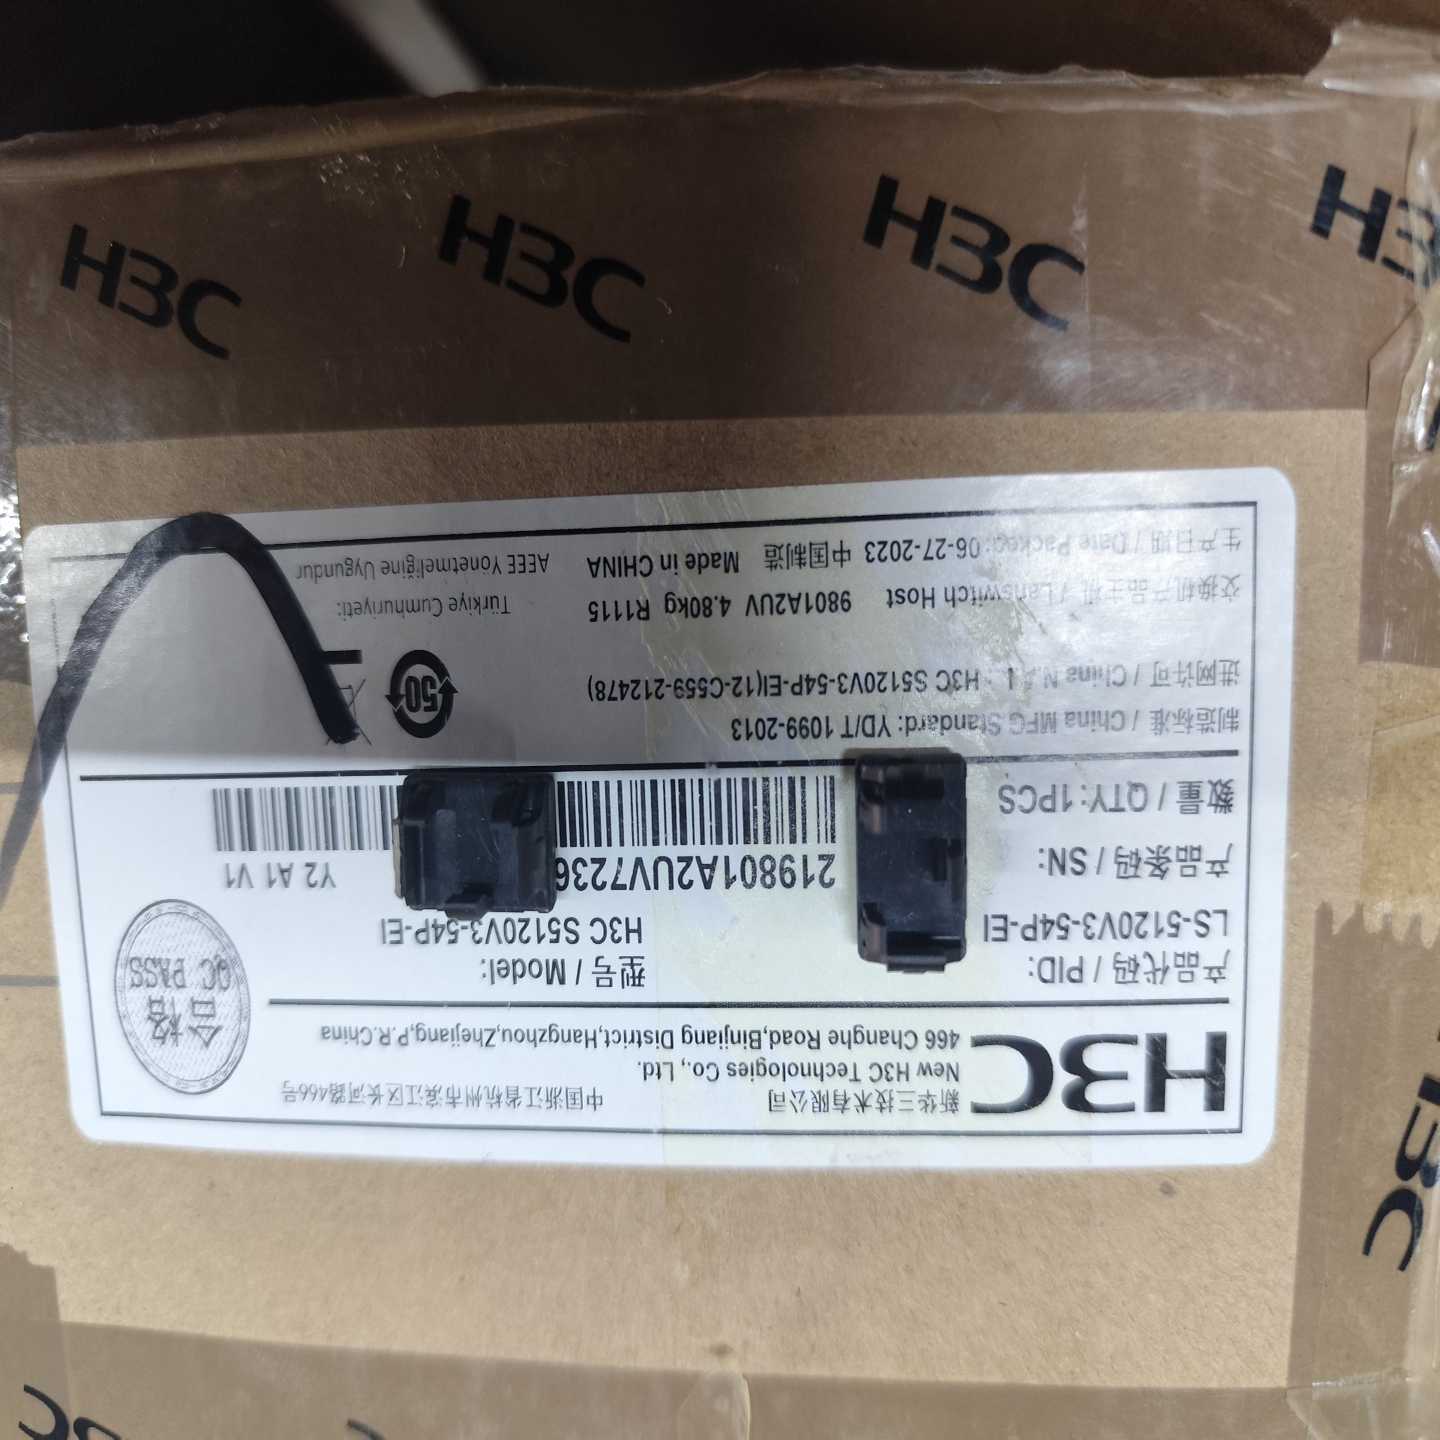 H3C
新华三技术有限公司 中国浙江省杭州市滨江区长河路466号
New H3C Technologies Co., Ltd.
466 Changhe Road,Binjiang District,Hangzhou,Zhejiang,P.R.China
产品代码 / PID: 型号 / Model:
LS-5120V3-54P-EI H3C S5120V3-54P-EI
合格
QC PASS
产品条码 / SN: 219801A2UV7236 Y2 A1 V1
数量 / QTY: 1PCS
制造标准 / China MFG Standard: YD/T 1099-2013
进网许可 / China N.A.L : H3C S5120V3-54P-EI(12-C559-212478)
50
交换机产品主机 / Lanswitch Host 9801A2UV 4.80kg R1115 Türkiye Cumhuriyeti:
生产日期 / Date Packed: 06-27-2023 中国制造 Made in CHINA AEEE Yönetmeliğine Uygundur
H3C
H3C
H3C
H3C
H3C